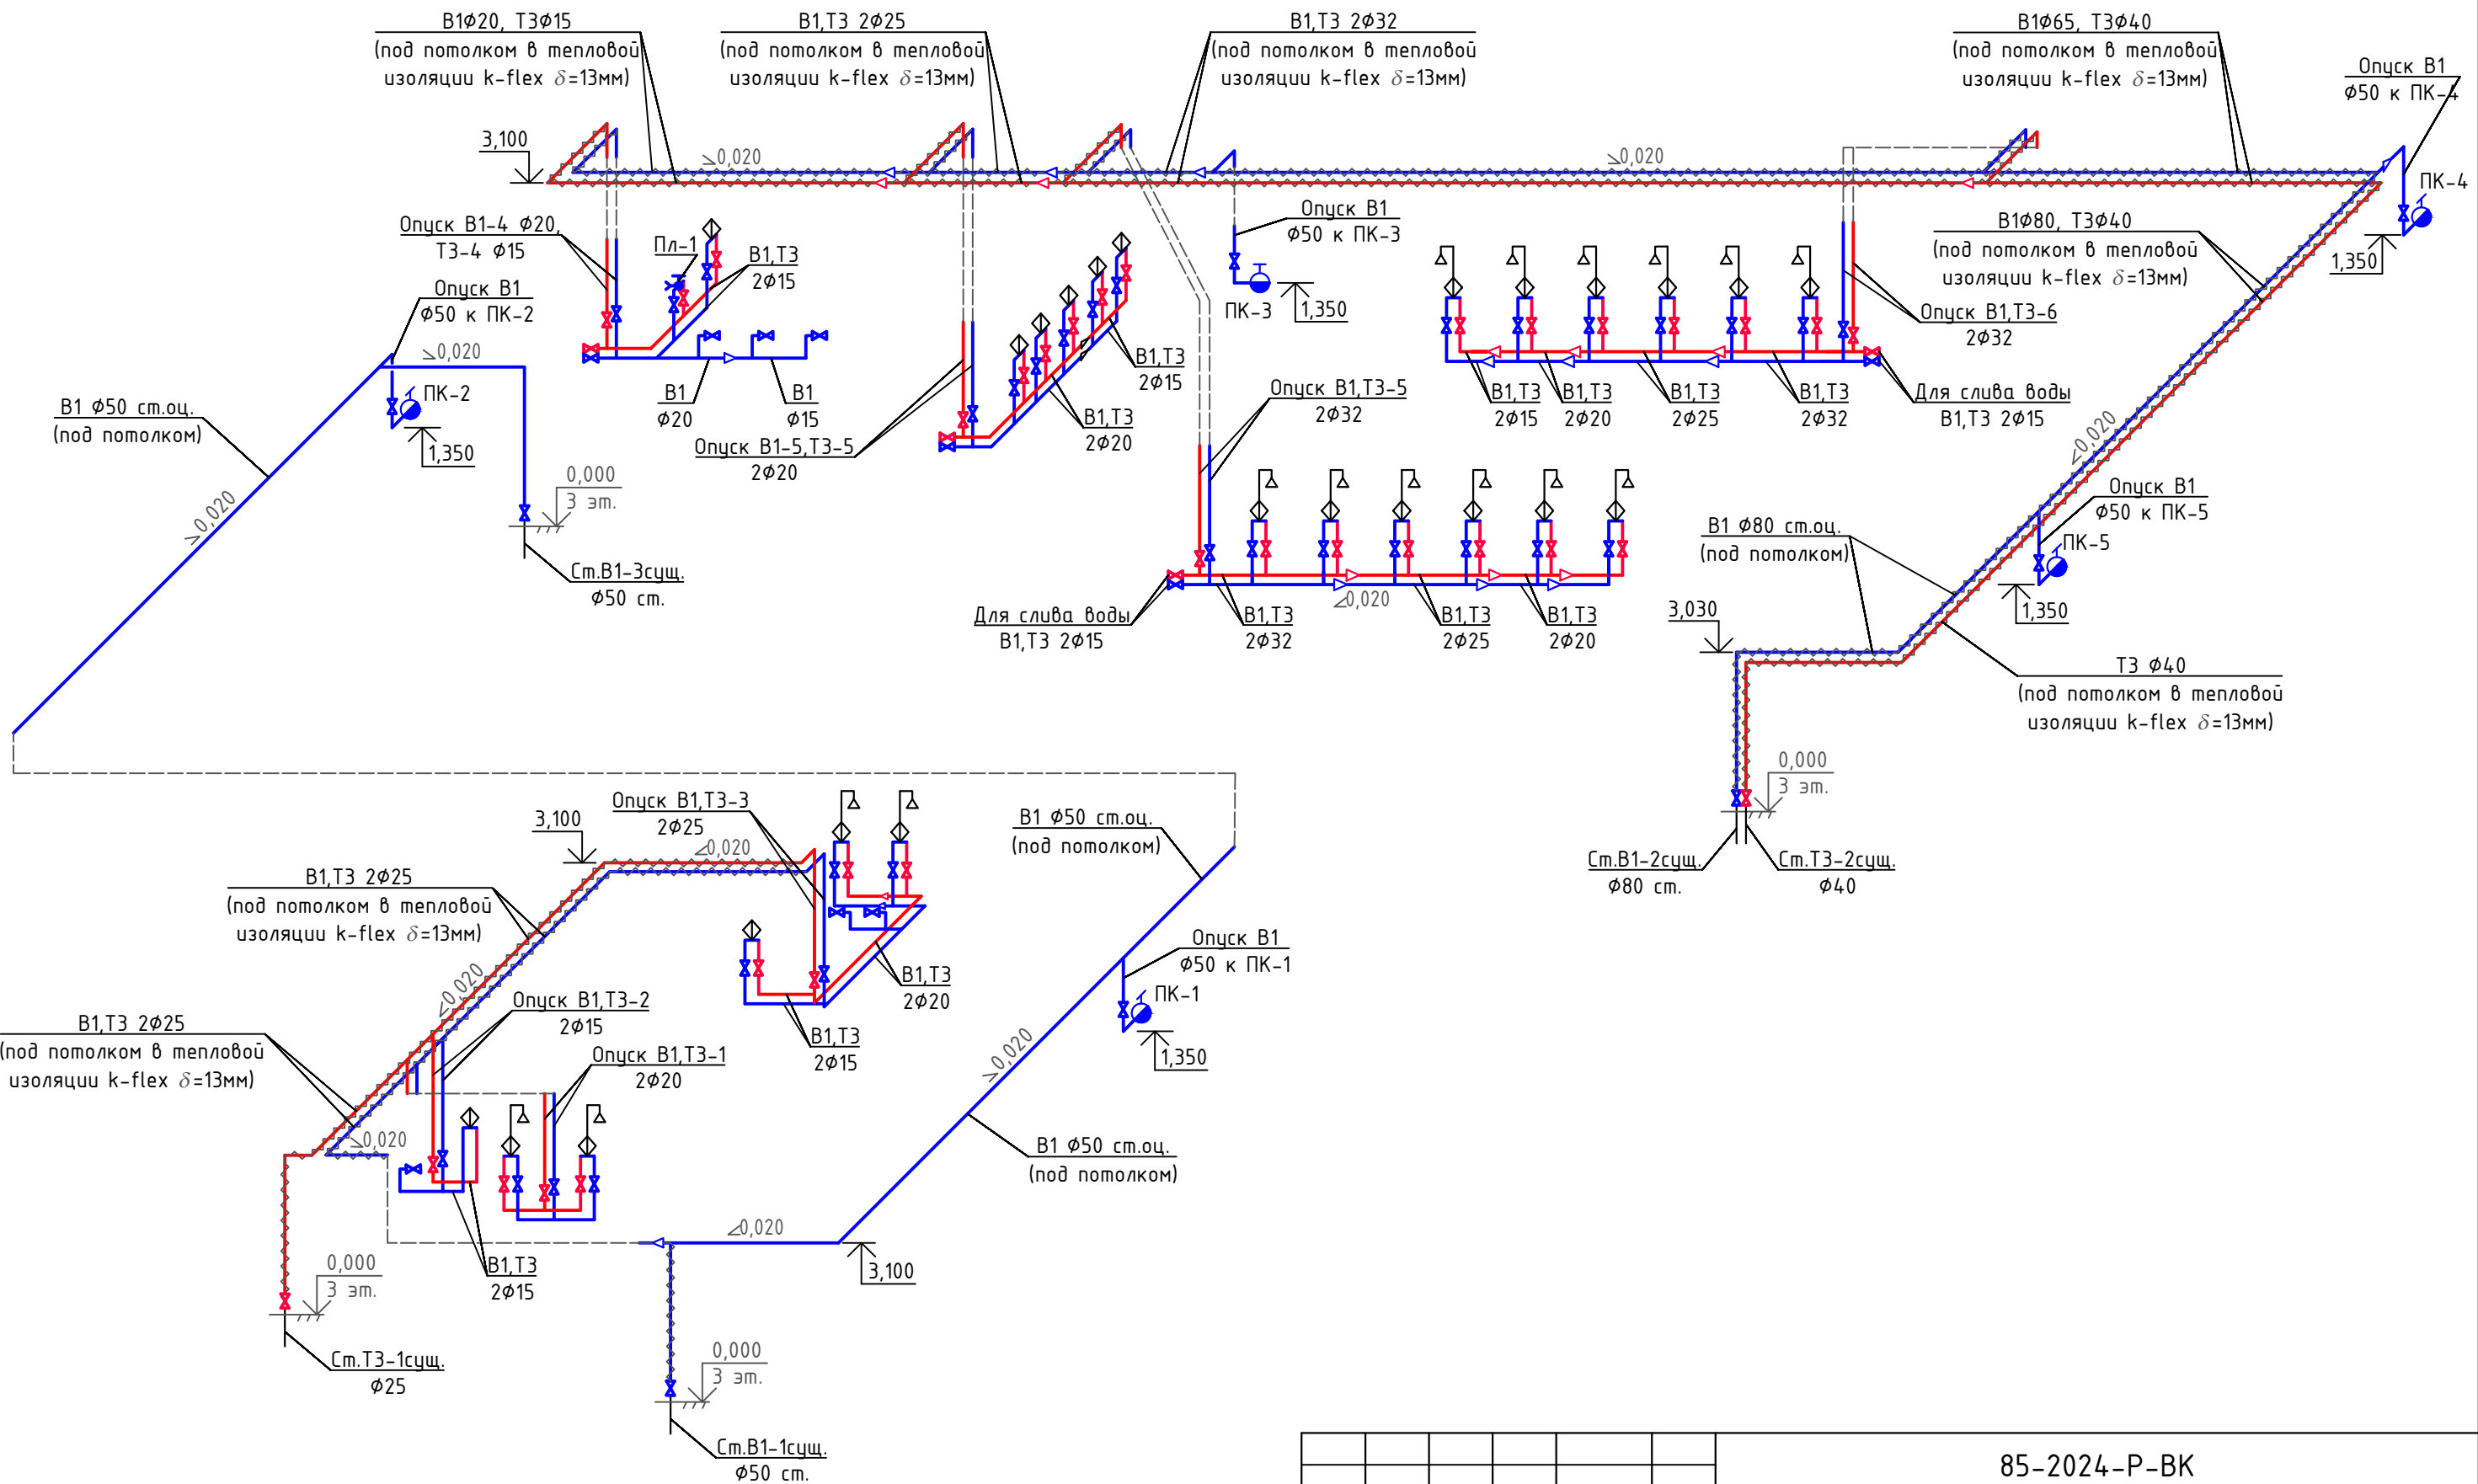 В1Ф20, Т3Ф15
(под потолком в тепловой
изоляции k-flex δ=13мм)
В1,Т3 2Ф25
(под потолком в тепловой
изоляции k-flex δ=13мм)
В1,Т3 2Ф32
(под потолком в тепловой
изоляции k-flex δ=13мм)
В1Ф65, Т3Ф40
(под потолком в тепловой
изоляции k-flex δ=13мм)
Опуск В1
Ф50 к ПК-4
3,100
0,020
0,020
ПК-4
1,350
Опуск В1-4 Ф20,
Т3-4 Ф15
Пл-1
В1,Т3
2Ф15
Опуск В1
Ф50 к ПК-3
ПК-3
1,350
В1Ф80, Т3Ф40
(под потолком в тепловой
изоляции k-flex δ=13мм)
Опуск В1,Т3-6
2Ф32
Опуск В1
Ф50 к ПК-2
0,020
ПК-2
1,350
В1 Ф50 ст.оц.
(под потолком)
0,020
В1
Ф20
В1
Ф15
В1,Т3
2Ф15
В1,Т3
2Ф20
Опуск В1-5,Т3-5
2Ф20
Опуск В1,Т3-5
2Ф32
В1,Т3
2Ф15
В1,Т3
2Ф20
В1,Т3
2Ф25
В1,Т3
2Ф32
Для слива воды
В1,Т3 2Ф15
0,020
0,000
3 эт.
Ст.В1-3сущ.
Ф50 ст.
Опуск В1
Ф50 к ПК-5
ПК-5
1,350
В1 Ф80 ст.оц.
(под потолком)
Для слива воды
В1,Т3 2Ф15
В1,Т3
2Ф32
0,020
В1,Т3
2Ф25
В1,Т3
2Ф20
3,030
Т3 Ф40
(под потолком в тепловой
изоляции k-flex δ=13мм)
0,000
3 эт.
Ст.В1-2сущ.
Ф80 ст.
Ст.Т3-2сущ.
Ф40
3,100
Опуск В1,Т3-3
2Ф25
0,020
В1 Ф50 ст.оц.
(под потолком)
В1,Т3 2Ф25
(под потолком в тепловой
изоляции k-flex δ=13мм)
0,020
Опуск В1
Ф50 к ПК-1
ПК-1
1,350
В1,Т3
2Ф20
В1,Т3
2Ф15
Опуск В1,Т3-2
2Ф15
Опуск В1,Т3-1
2Ф20
В1,Т3 2Ф25
(под потолком в тепловой
изоляции k-flex δ=13мм)
0,020
0,020
В1 Ф50 ст.оц.
(под потолком)
0,020
3,100
В1,Т3
2Ф15
0,000
3 эт.
Ст.Т3-1сущ.
Ф25
0,000
3 эт.
Ст.В1-1сущ.
Ф50 ст.
85-2024-Р-ВК